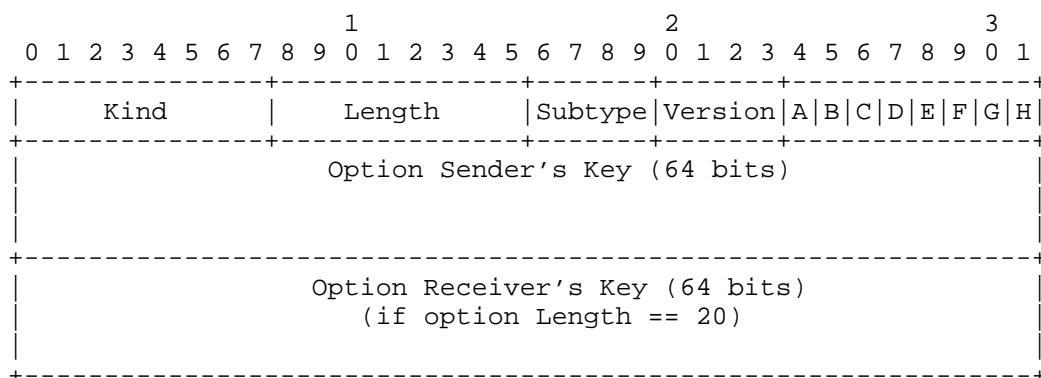 1 2 3
0 1 2 3 4 5 6 7 8 9 0 1 2 3 4 5 6 7 8 9 0 1 2 3 4 5 6 7 8 9 0 1
Kind | Length |Subtype|Version|A|B|C|D|E|F|G|H|
Option Sender's Key (64 bits)
Option Receiver's Key (64 bits)
(if option Length == 20)